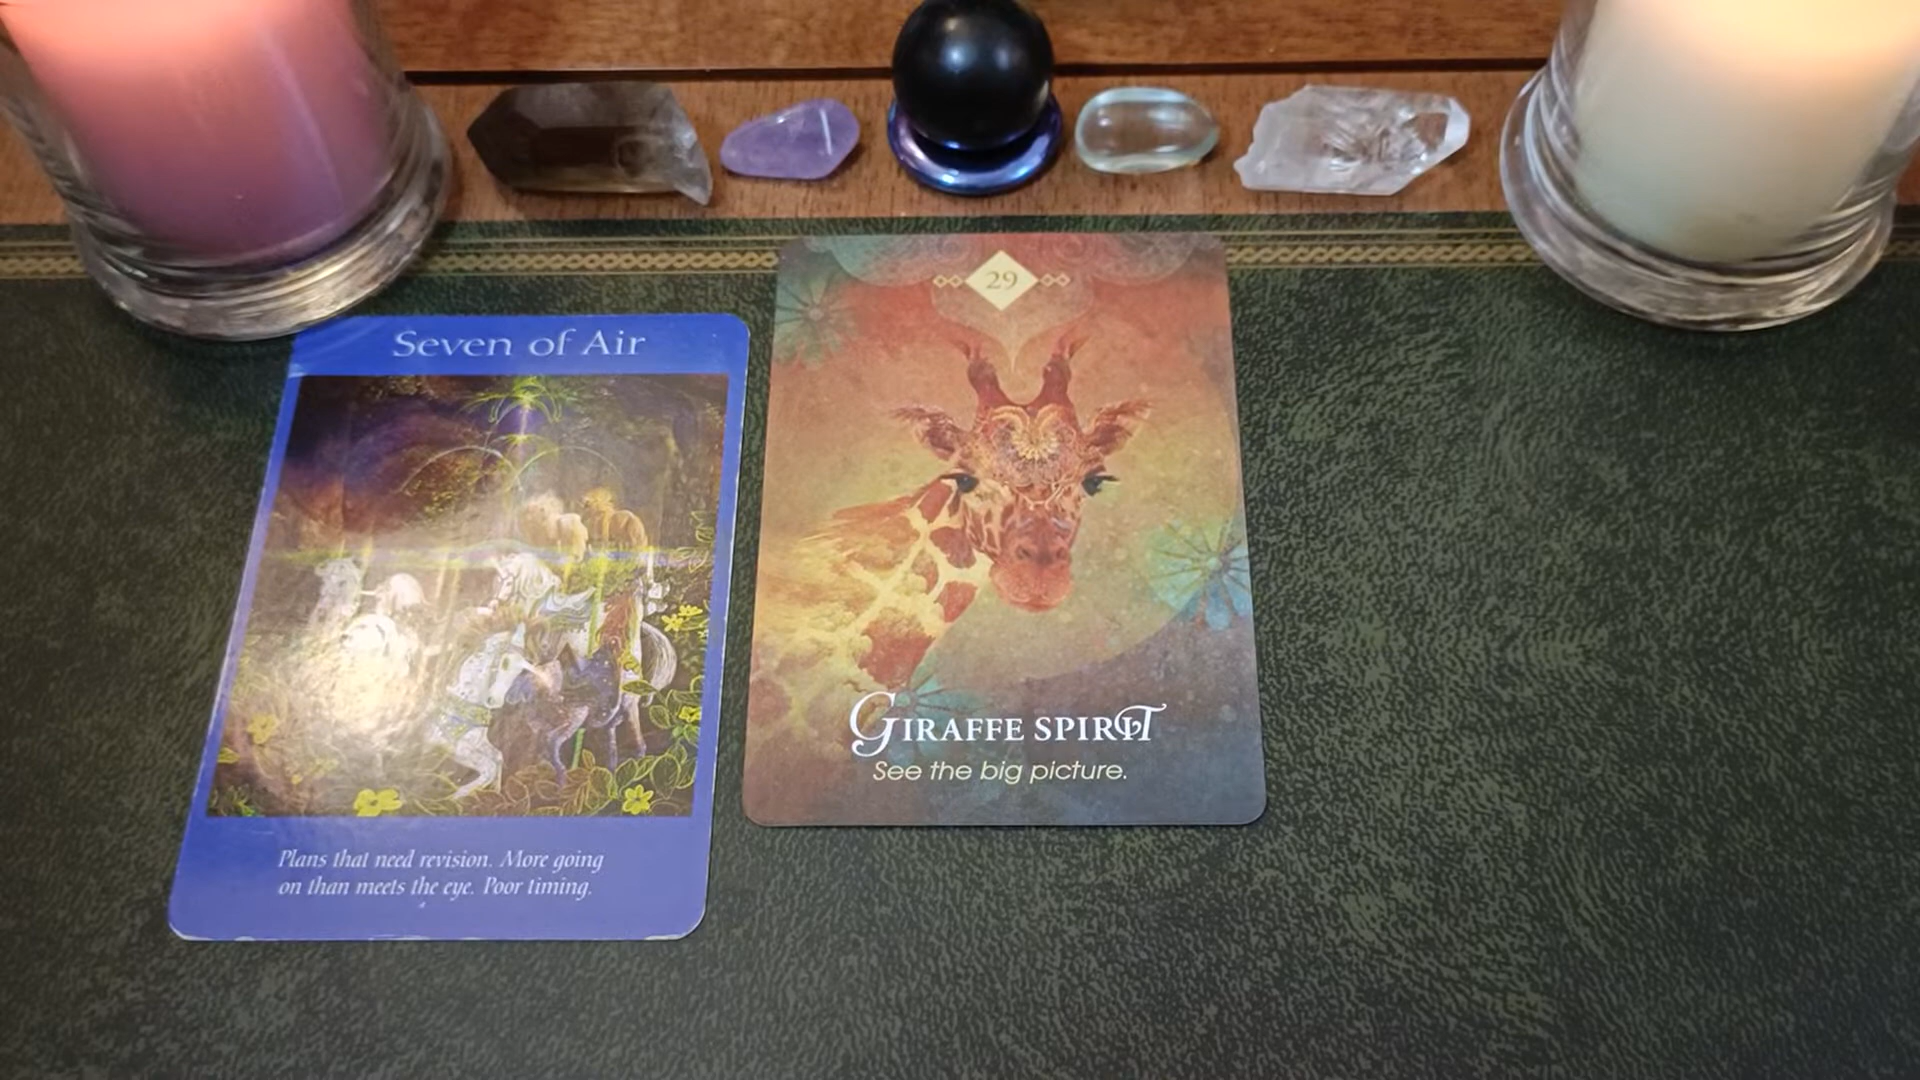 Seven of Air
Plans that need revision. More going
on than meets the eye. Poor timing.
29
GIRAFFE SPIRIT
See the big picture.